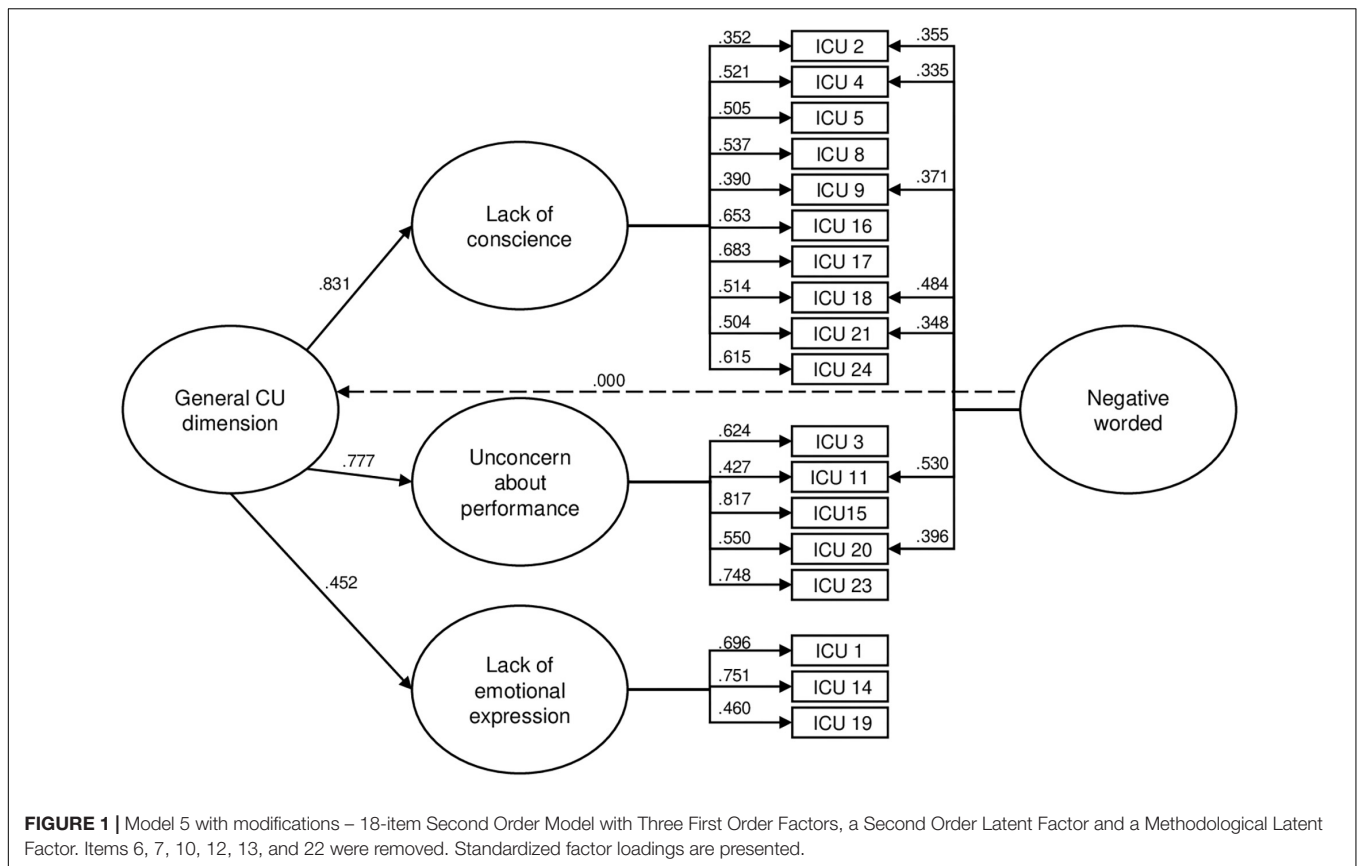 .352
ICU 2
.355
.521
ICU 4
.335
.505
ICU 5
.537
ICU 8
.390
ICU 9
.371
.653
ICU 16
.683
ICU 17
.514
ICU 18
.484
.504
ICU 21
.348
.615
ICU 24
Lack of
conscience
.831
.000
General CU
dimension
Negative
worded
.777
Unconcern
about
performance
.624
ICU 3
.427
ICU 11
.530
.817
ICU15
.550
ICU 20
.396
.748
ICU 23
.452
Lack of
emotional
expression
.696
ICU 1
.751
ICU 14
.460
ICU 19
FIGURE 1 | Model 5 with modifications – 18-item Second Order Model with Three First Order Factors, a Second Order Latent Factor and a Methodological Latent
Factor. Items 6, 7, 10, 12, 13, and 22 were removed. Standardized factor loadings are presented.